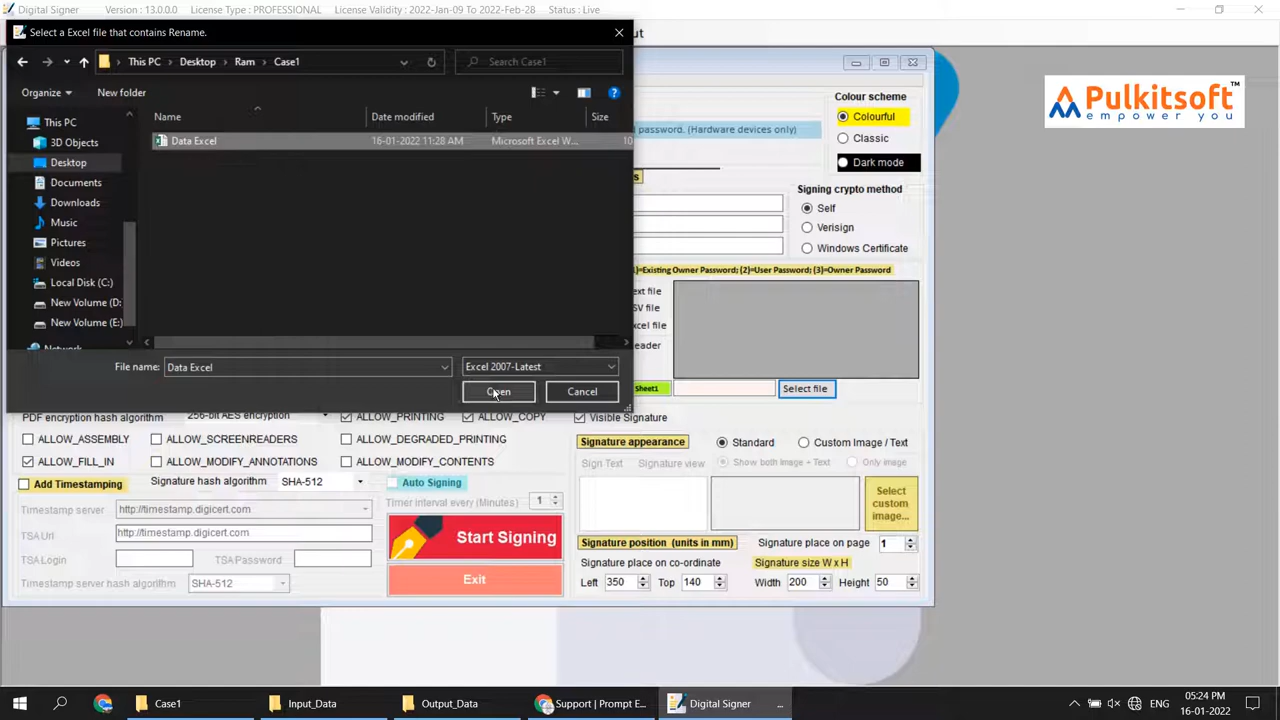 Digital Signer Version : 13.0.0.0 License Type : PROFESSIONAL License Validity : 2022-Jan-09 To 2022-Feb-28 Status : Live
Select a Excel file that contains Rename.
This PC Desktop Ram Case1
Search Case1
Organize New folder
Name Date modified Type Size
Data Excel 16-01-2022 11:28 AM Microsoft Excel W... 10
This PC
3D Objects
Desktop
Documents
Downloads
Music
Pictures
Videos
Local Disk (C:)
New Volume (D:
New Volume (E:)
Network
File name: Data Excel Excel 2007-Latest
Open Cancel
password. (Hardware devices only)
Colour scheme
Colourful
Classic
Dark mode
Signing crypto method
Self
Verisign
Windows Certificate
=Existing Owner Password; (2)=User Password; (3)=Owner Password
Sheet1 Select file
PDF encryption hash algorithm 256-bit AES encryption ALLOW_PRINTING ALLOW_COPY Visible Signature
ALLOW_ASSEMBLY ALLOW_SCREENREADERS ALLOW_DEGRADED_PRINTING
ALLOW_FILL_IN ALLOW_MODIFY_ANNOTATIONS ALLOW_MODIFY_CONTENTS
Signature appearance Standard Custom Image / Text
Sign Text Signature view Show both Image + Text Only image
Select custom image...
Add Timestamping Signature hash algorithm SHA-512 Auto Signing
Timestamp server http://timestamp.digicert.com Timer interval every (Minutes) 1
TSA Url http://timestamp.digicert.com
TSA Login TSA Password
Timestamp server hash algorithm SHA-512
Start Signing
Exit
Signature position (units in mm) Signature place on page 1
Signature place on co-ordinate Signature size W x H
Left 350 Top 140 Width 200 Height 50
Pulkitsoft
empower you
Case1 Input_Data Output_Data Support | Prompt E... Digital Signer ...
ENG 05:24 PM
16-01-2022